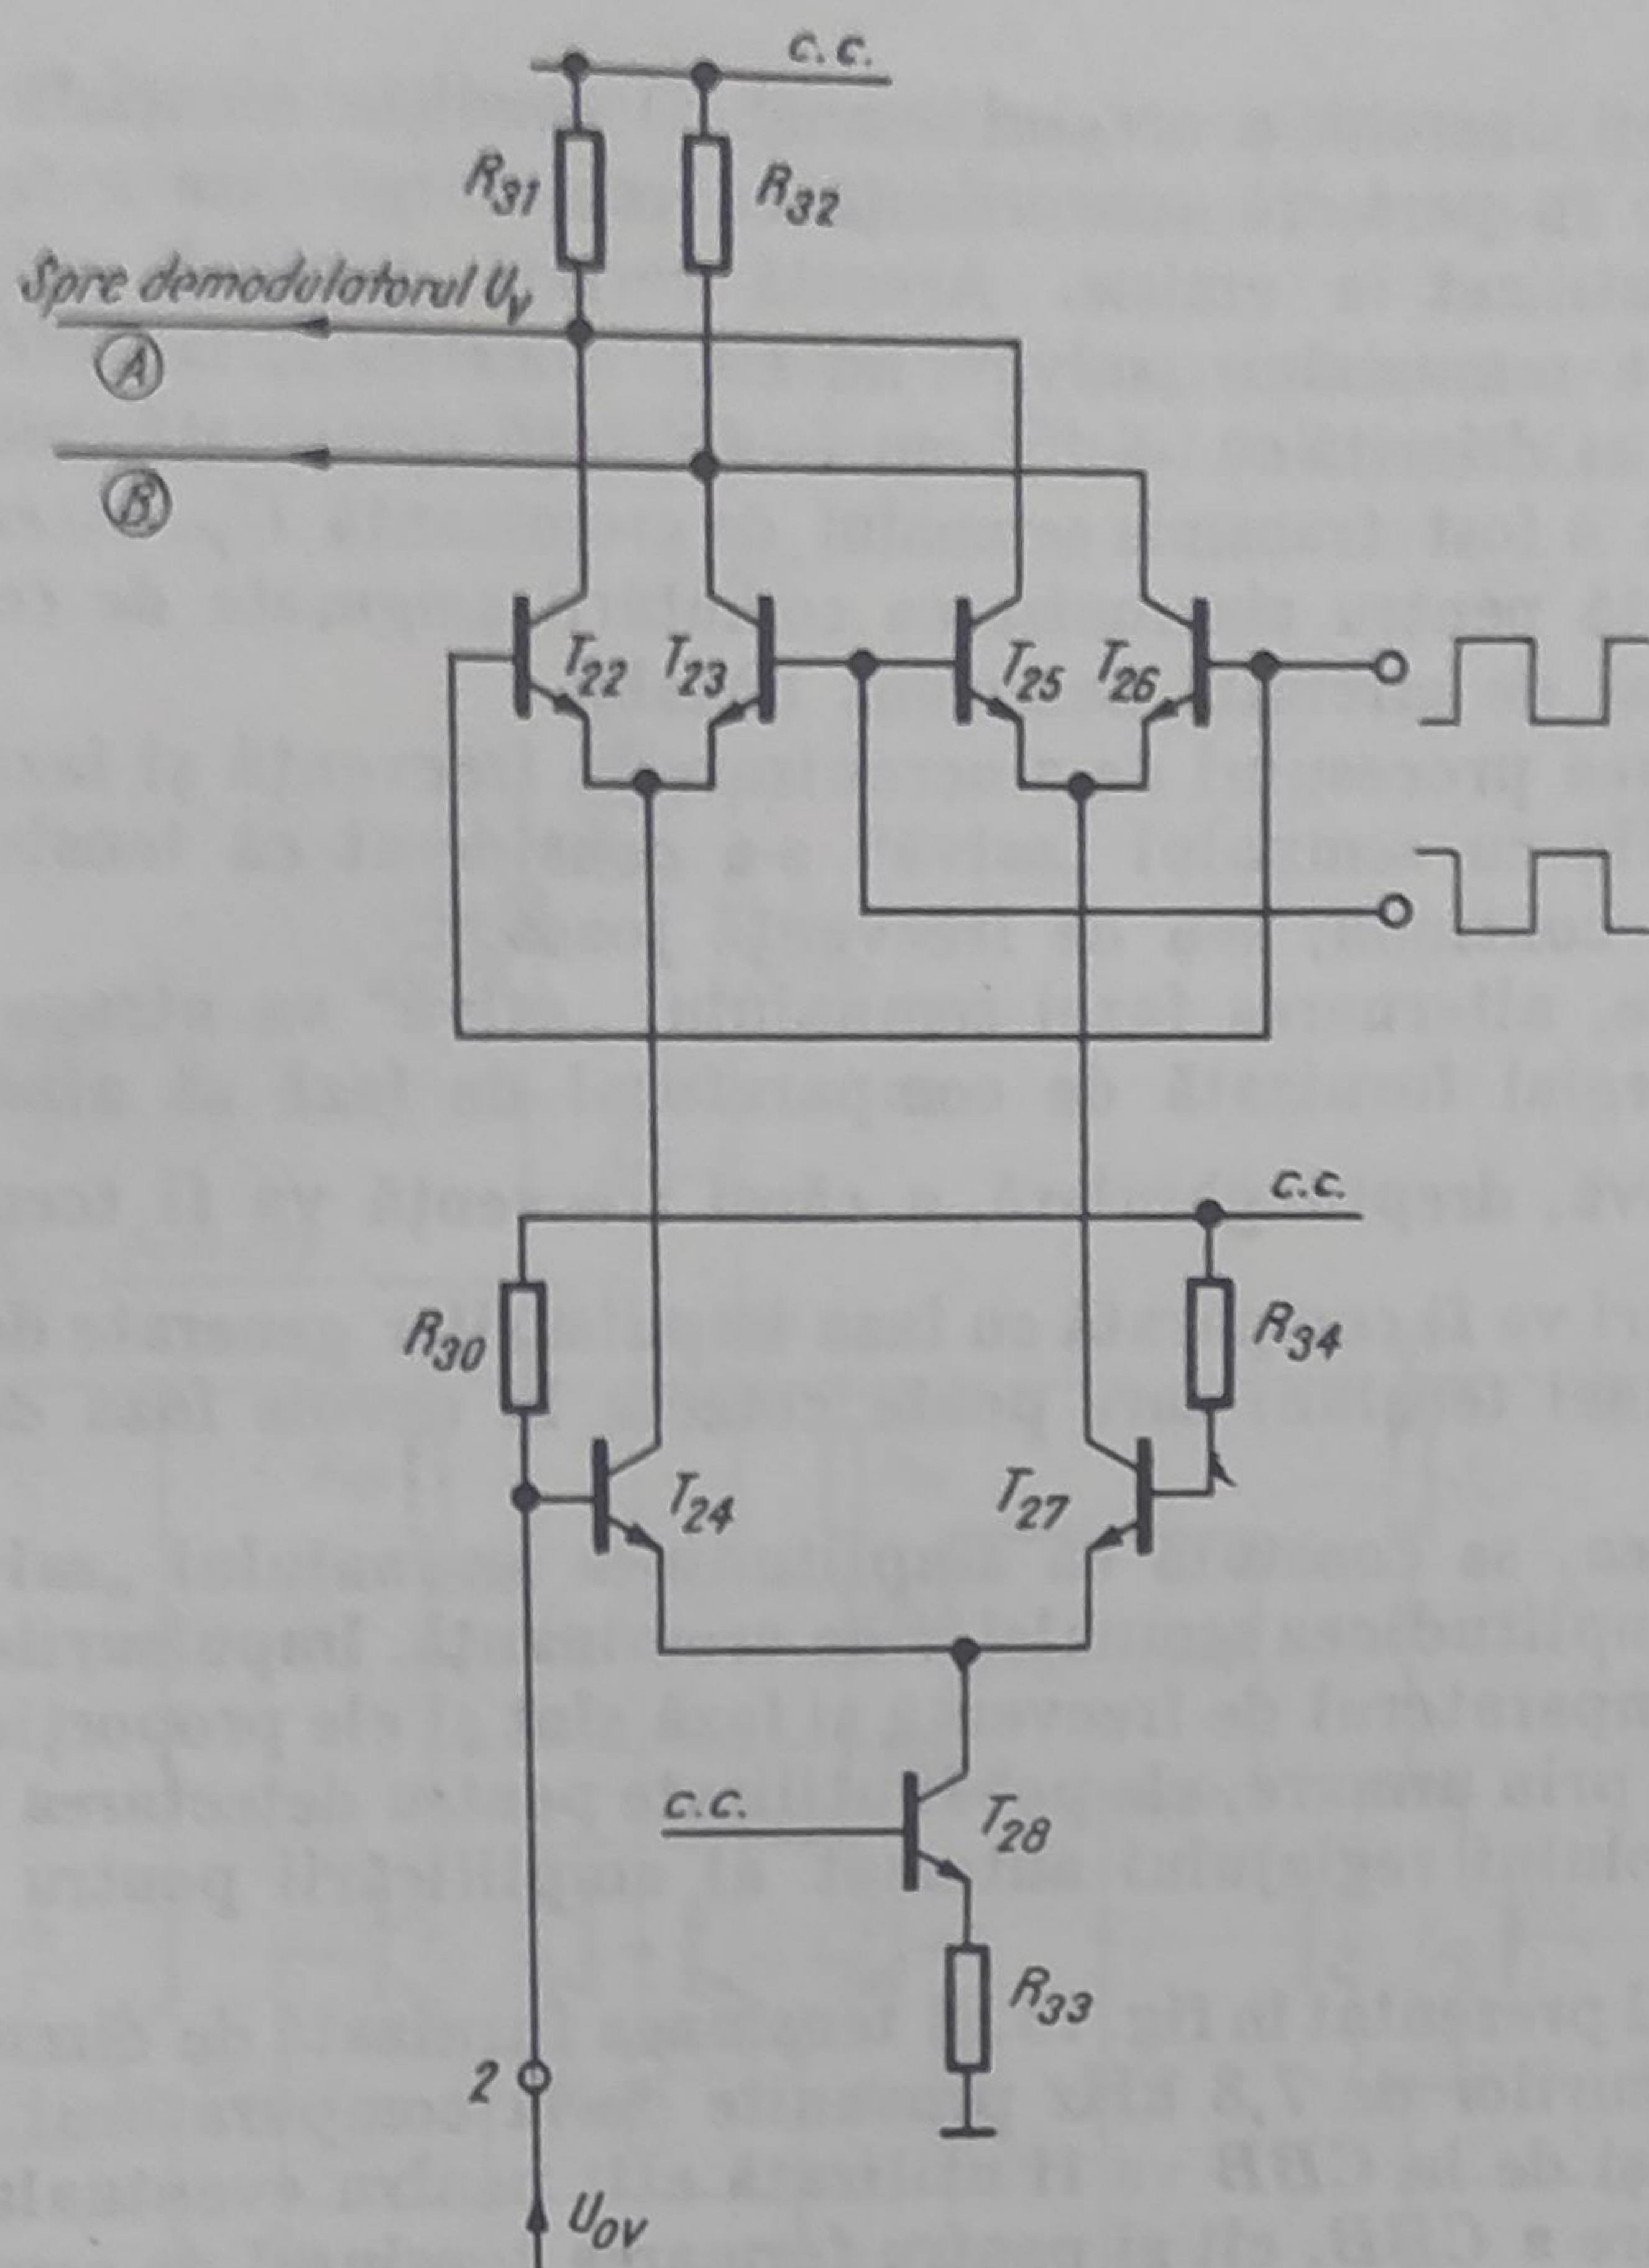 c.c.
R31
R32
Spre demodulatorul Uv
A
B
T22
T23
T25
T26
c.c.
R30
R34
T24
T27
c.c.
T28
R33
2
U0V